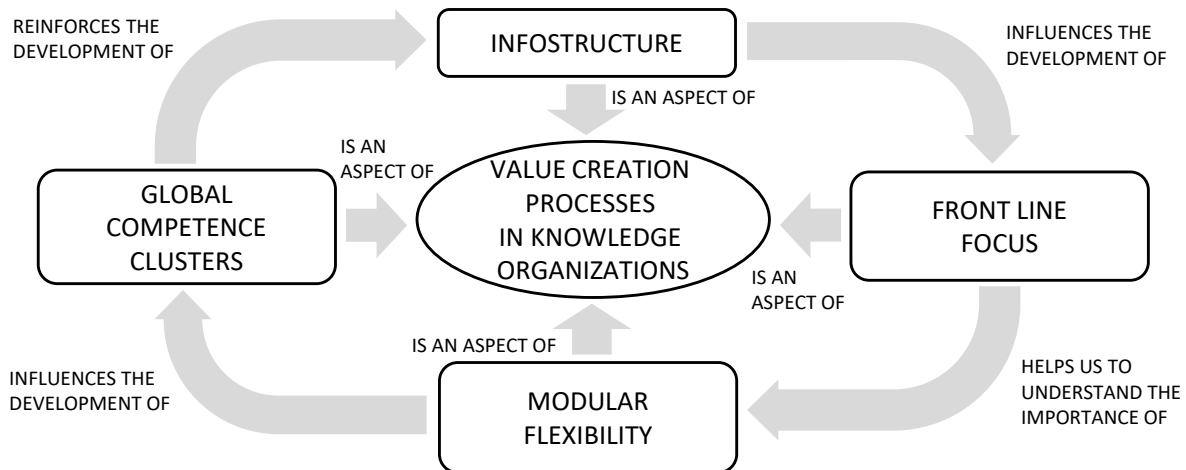 REINFORCES THE
DEVELOPMENT OF
INFOSTRUCTURE
INFLUENCES THE
DEVELOPMENT OF
IS AN ASPECT OF
IS AN
ASPECT OF
GLOBAL
COMPETENCE
CLUSTERS
VALUE CREATION
PROCESSES
IN KNOWLEDGE
ORGANIZATIONS
FRONT LINE
FOCUS
IS AN
ASPECT OF
IS AN ASPECT OF
INFLUENCES THE
DEVELOPMENT OF
MODULAR
FLEXIBILITY
HELPS US TO
UNDERSTAND THE
IMPORTANCE OF